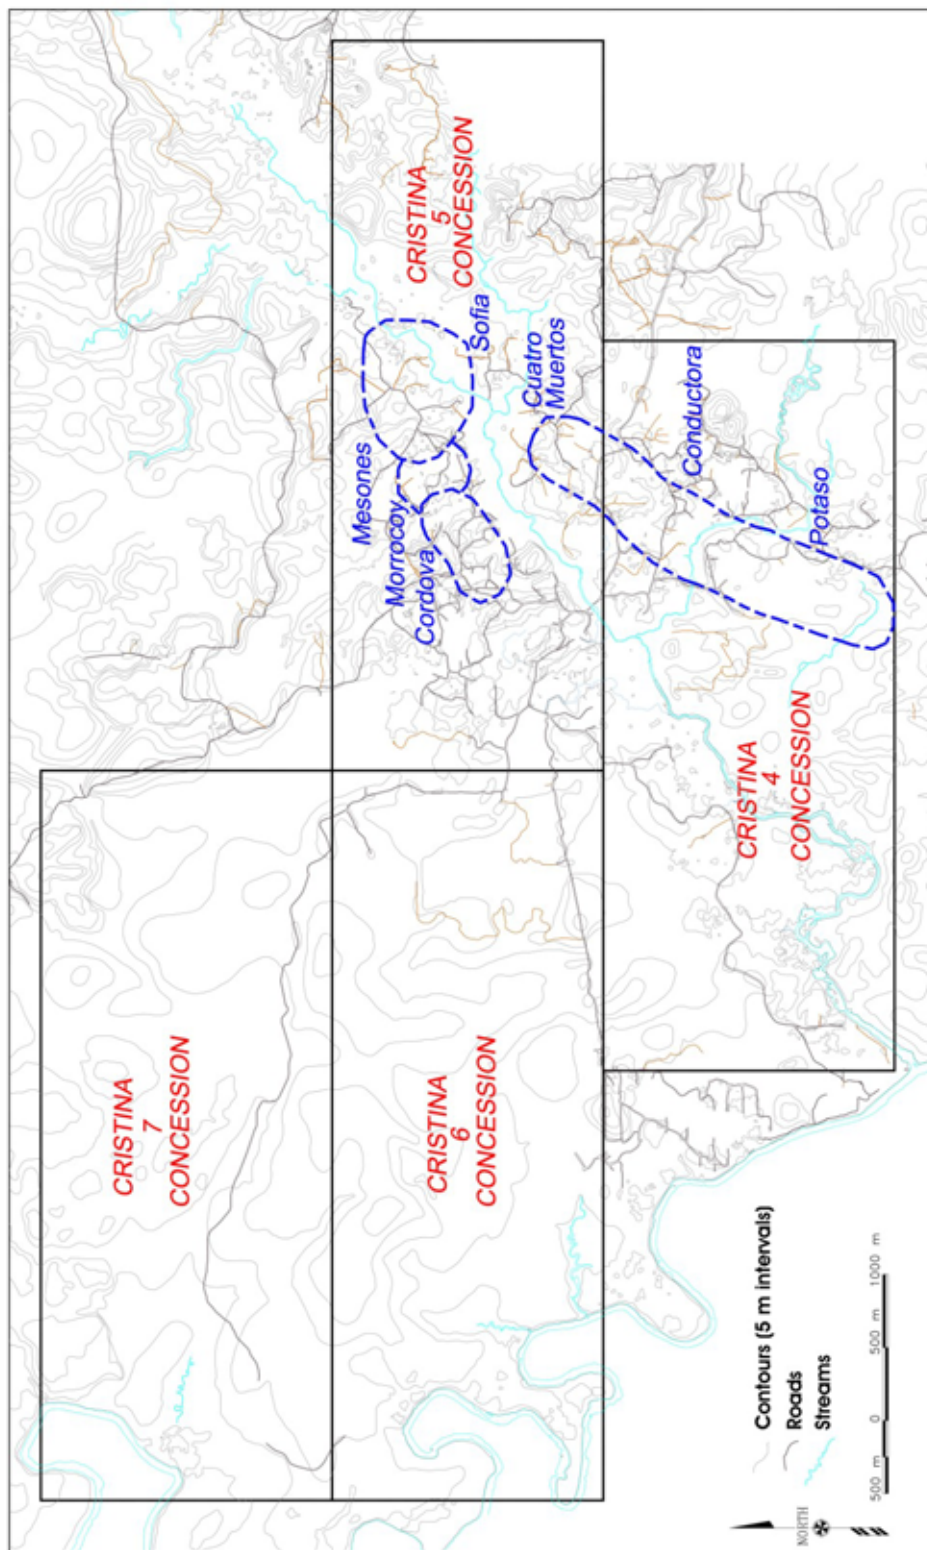 CRISTINA
7
CONCESSION
CRISTINA
6
CONCESSION
CRISTINA
5
CONCESSION
CRISTINA
4
CONCESSION
Mesones
Morrocoy
Cordova
Sofia
Cuatro
Muertos
Conductora
Potaso
Contours (5 m intervals)
Roads
Streams
500 m
0
500
1000 m
NORTH